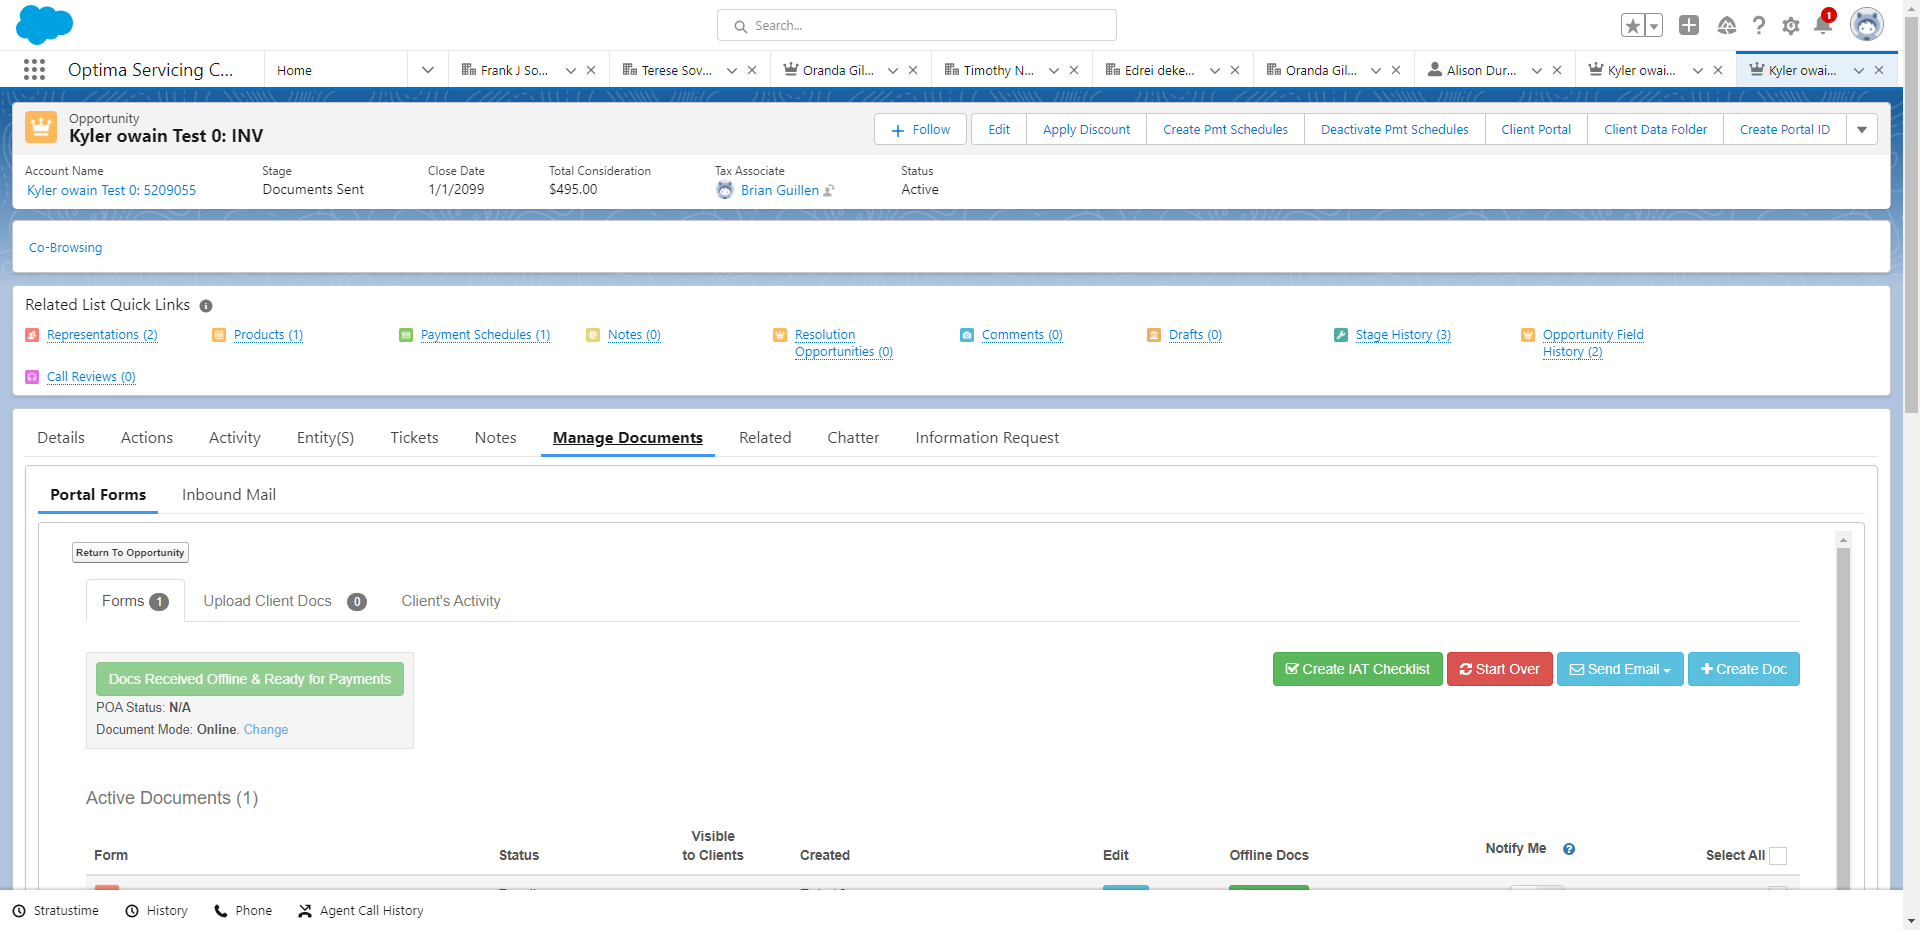 Search...
1
Optima Servicing C...
Home
Frank J So...
Terese Sov...
Oranda Gil...
Timothy N...
Edrei deke...
Oranda Gil...
Alison Dur...
Kyler owai...
Kyler owai...
Opportunity
Kyler owain Test 0: INV
Follow
Edit
Apply Discount
Create Pmt Schedules
Deactivate Pmt Schedules
Client Portal
Client Data Folder
Create Portal ID
Account Name
Kyler owain Test 0: 5209055
Stage
Documents Sent
Close Date
1/1/2099
Total Consideration
$495.00
Tax Associate
Brian Guillen
Status
Active
Co-Browsing
Related List Quick Links
Representations (2)
Products (1)
Payment Schedules (1)
Notes (0)
Resolution
Opportunities (0)
Comments (0)
Drafts (0)
Stage History (3)
Opportunity Field
History (2)
Call Reviews (0)
Details
Actions
Activity
Entity(S)
Tickets
Notes
Manage Documents
Related
Chatter
Information Request
Portal Forms
Inbound Mail
Return To Opportunity
Forms 1
Upload Client Docs 0
Client's Activity
Docs Received Offline & Ready for Payments
POA Status: N/A
Document Mode: Online. Change
Create IAT Checklist
Start Over
Send Email
Create Doc
Active Documents (1)
Form
Status
Visible
to Clients
Created
Edit
Offline Docs
Notify Me
Select All
Stratustime
History
Phone
Agent Call History